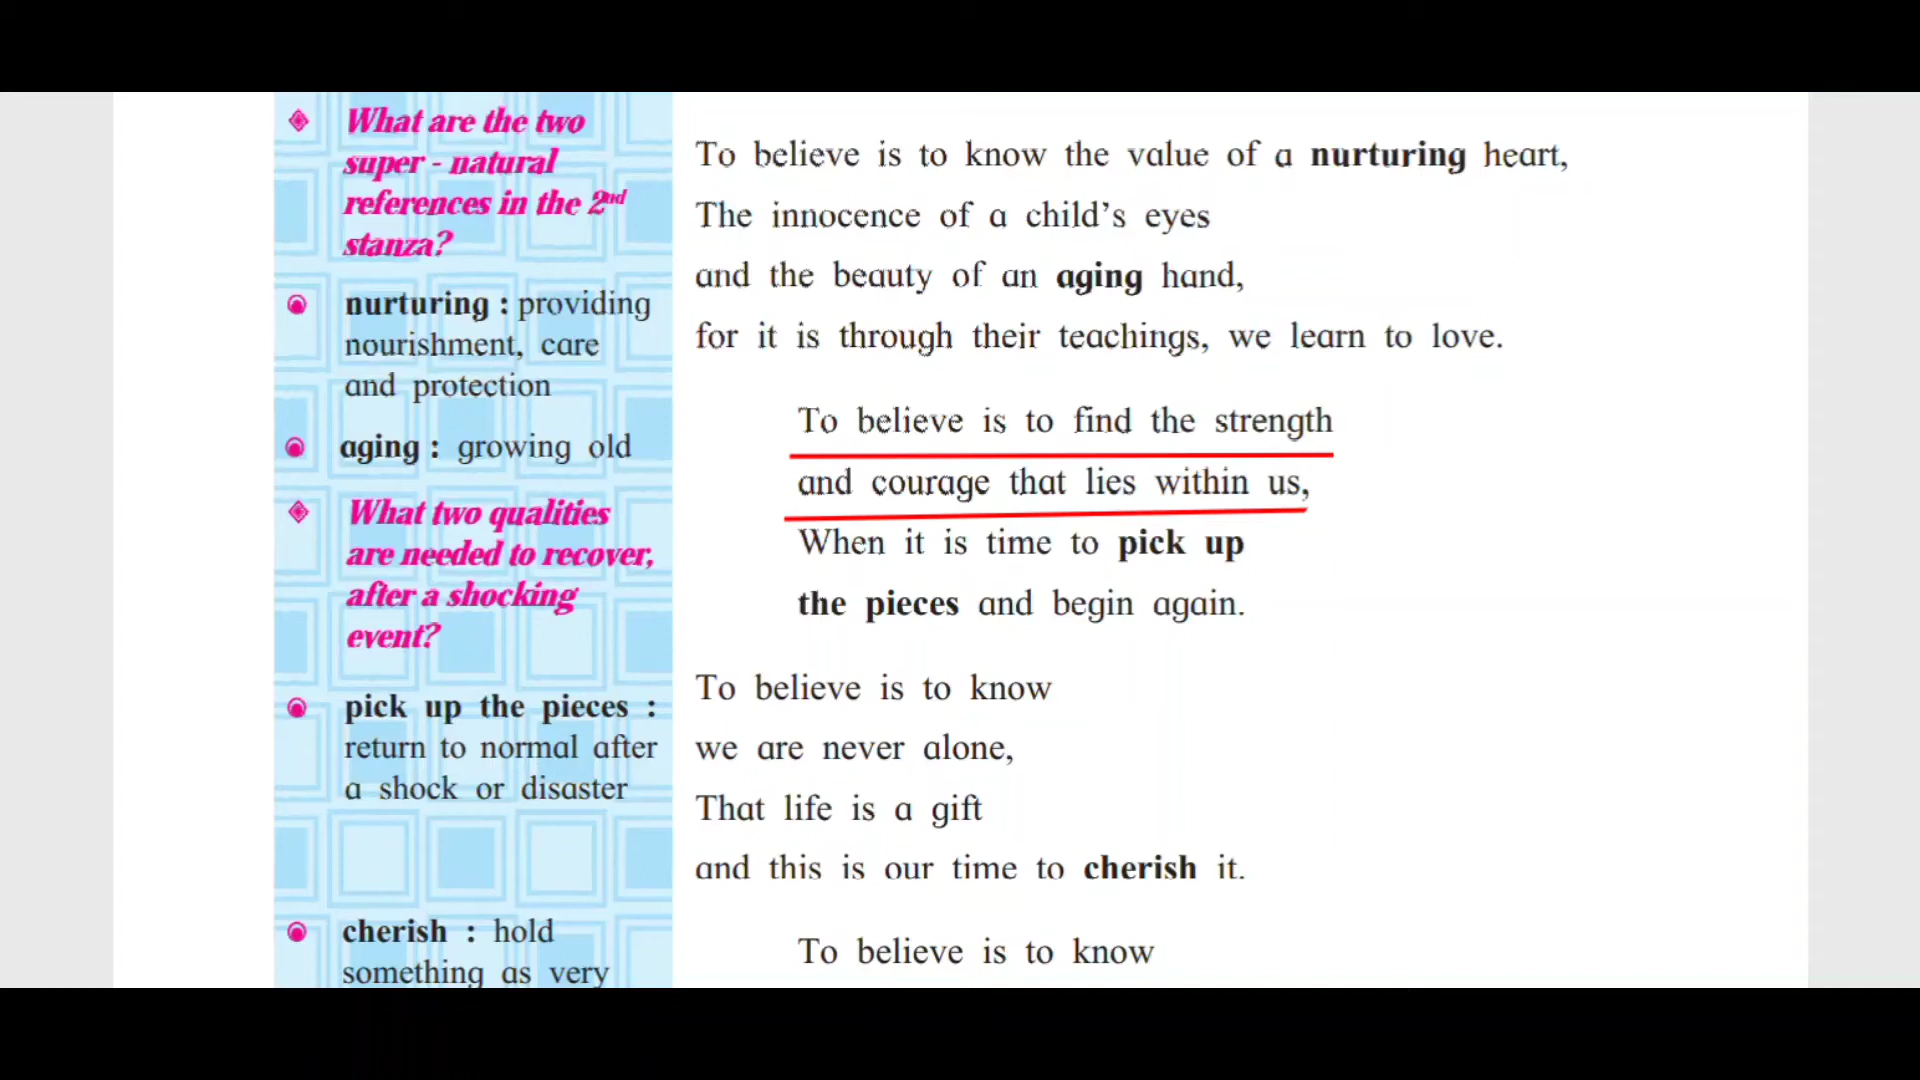 What are the two
super - natural
references in the 2nd
stanza?
nurturing : providing
nourishment, care
and protection
aging : growing old
What two qualities
are needed to recover,
after a shocking
event?
pick up the pieces :
return to normal after
a shock or disaster
cherish : hold
something as very
To believe is to know the value of a nurturing heart,
The innocence of a child's eyes
and the beauty of an aging hand,
for it is through their teachings, we learn to love.
To believe is to find the strength
and courage that lies within us,
When it is time to pick up
the pieces and begin again.
To believe is to know
we are never alone,
That life is a gift
and this is our time to cherish it.
To believe is to know